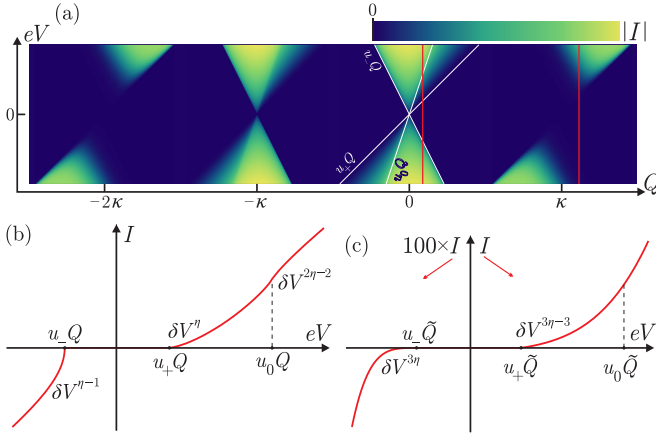 (a)
eV
0
|I|
0
u₋Q
u₊Q
u₀Q
−2κ
−κ
0
κ
Q
(b)
I
δV^{2η−2}
δV^η
u₋Q
eV
u₊Q
u₀Q
δV^{η−1}
(c)
100×I
I
δV^{3η−3}
u₋Q̃
eV
δV^{3η}
u₊Q̃
u₀Q̃